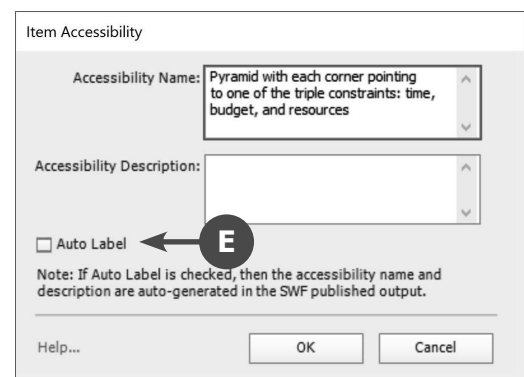 Item Accessibility
Accessibility Name: Pyramid with each corner pointing
to one of the triple constraints: time,
budget, and resources
Accessibility Description:
Auto Label E
Note: If Auto Label is checked, then the accessibility name and
description are auto-generated in the SWF published output.
Help... OK Cancel